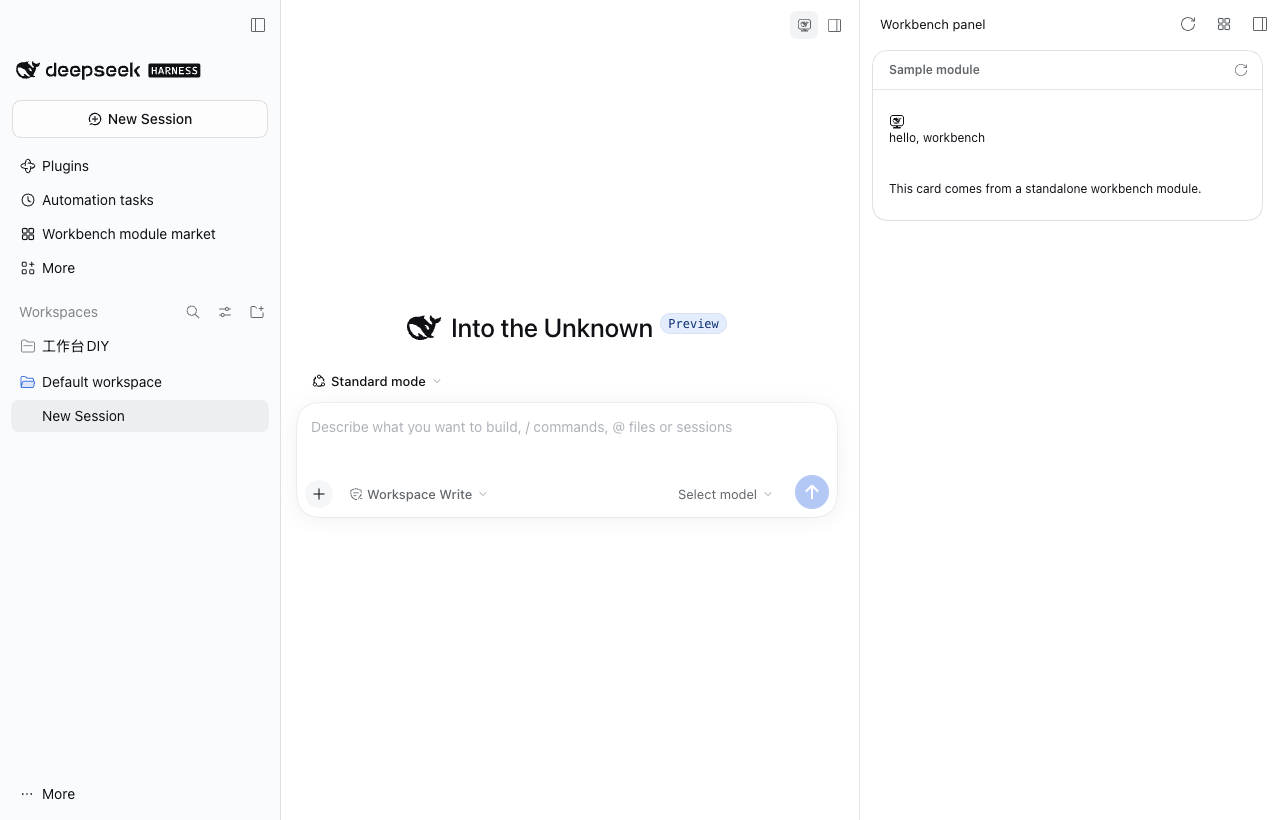 deepseek HARNESS
New Session
Plugins
Automation tasks
Workbench module market
More
Workspaces
工作台DIY
Default workspace
New Session
More
Into the Unknown Preview
Standard mode
Describe what you want to build, / commands, @ files or sessions
Workspace Write
Select model
Workbench panel
Sample module
hello, workbench
This card comes from a standalone workbench module.